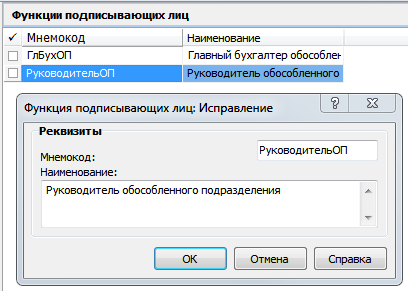 Функции подписывающих лиц
✓ Мнемокод Наименование
ГлБухОП Главный бухгалтер обособлен
РуководительОП Руководитель обособленного
Функция подписывающих лиц: Исправление
Реквизиты
Мнемокод: РуководительОП
Наименование:
Руководитель обособленного подразделения
ОК Отмена Справка